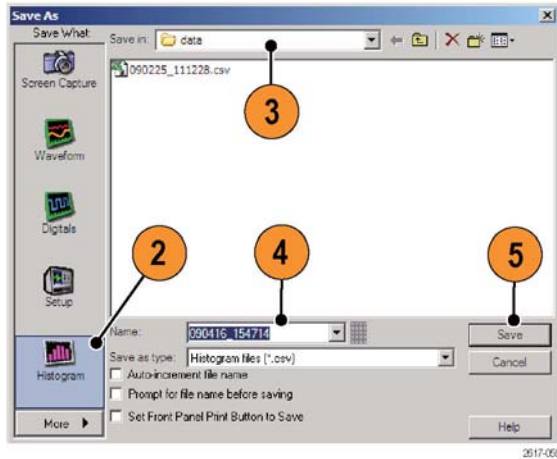 Save As
Save What:
Save in: data
Screen Capture
090225_111228.csv
3
Waveform
Digitals
2
4
5
Setup
Name: 090416_154714
Save
Save as type: Histogram files (*.csv)
Cancel
Histogram
Auto-increment file name
Prompt for file name before saving
Set Front Panel Print Button to Save
More
Help